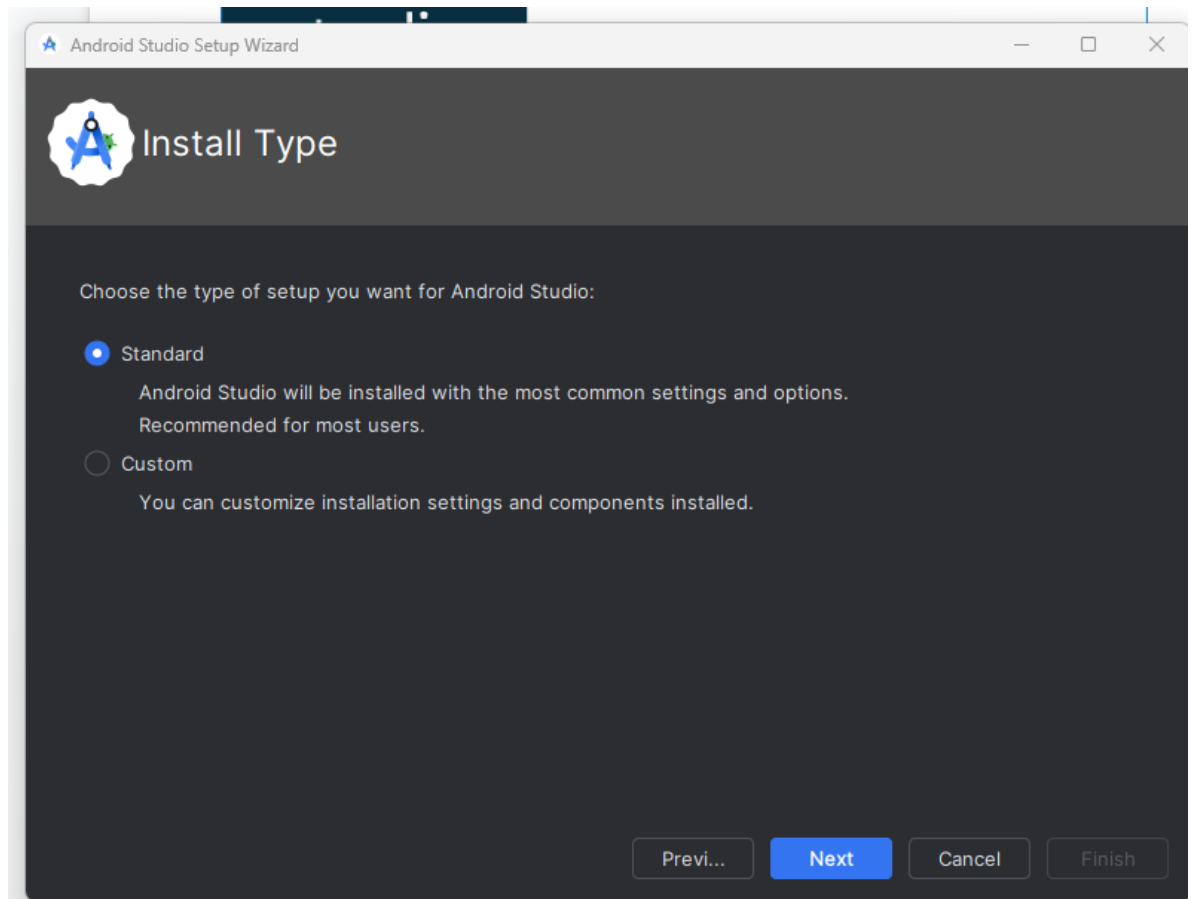 Android Studio Setup Wizard
Install Type
Choose the type of setup you want for Android Studio:
Standard
Android Studio will be installed with the most common settings and options.
Recommended for most users.
Custom
You can customize installation settings and components installed.
Previ...
Next
Cancel
Finish